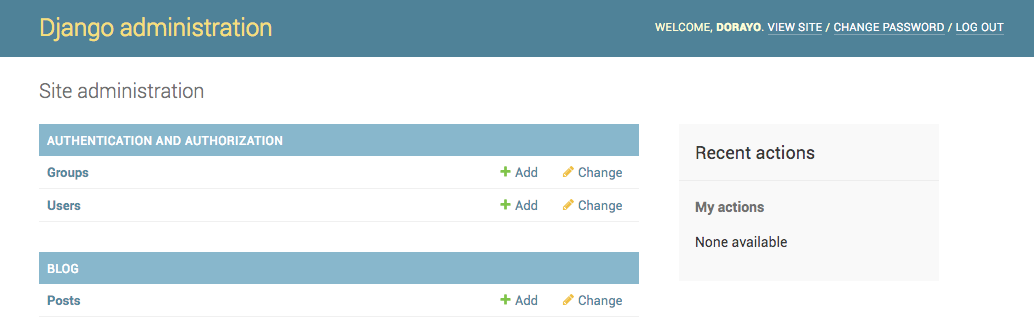 Django administration
WELCOME, DORAYO. VIEW SITE / CHANGE PASSWORD / LOG OUT
Site administration
AUTHENTICATION AND AUTHORIZATION
Groups Add Change
Users Add Change
BLOG
Posts Add Change
Recent actions
My actions
None available